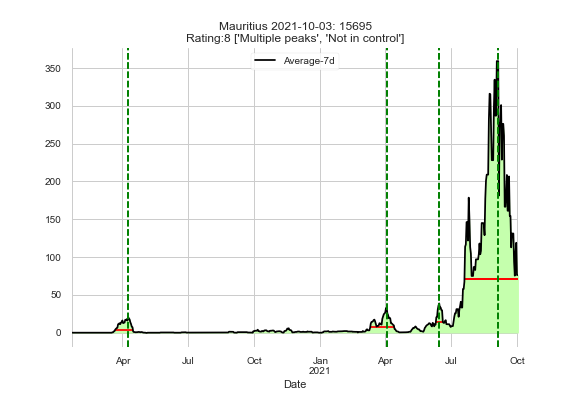 Mauritius 2021-10-03: 15695
Rating:8 ['Multiple peaks', 'Not in control']
Average-7d
350
300
250
200
150
100
50
0
Apr Jul Oct Jan Apr Jul Oct
2021
Date